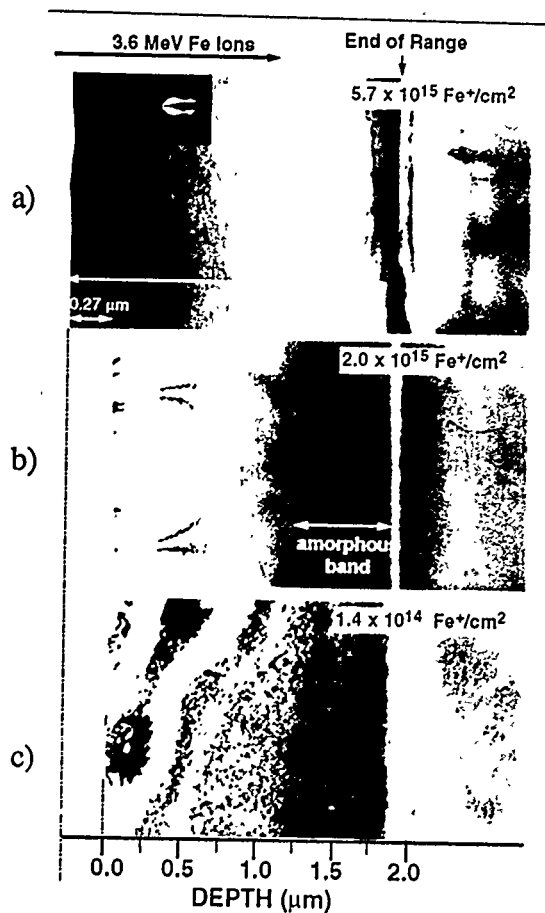 3.6 MeV Fe Ions
End of Range
5.7 x 10¹⁵ Fe⁺/cm²
a)
0.27 μm
2.0 x 10¹⁵ Fe⁺/cm²
b)
amorphou
band
1.4 x 10¹⁴ Fe⁺/cm²
c)
0.0 0.5 1.0 1.5 2.0
DEPTH (μm)